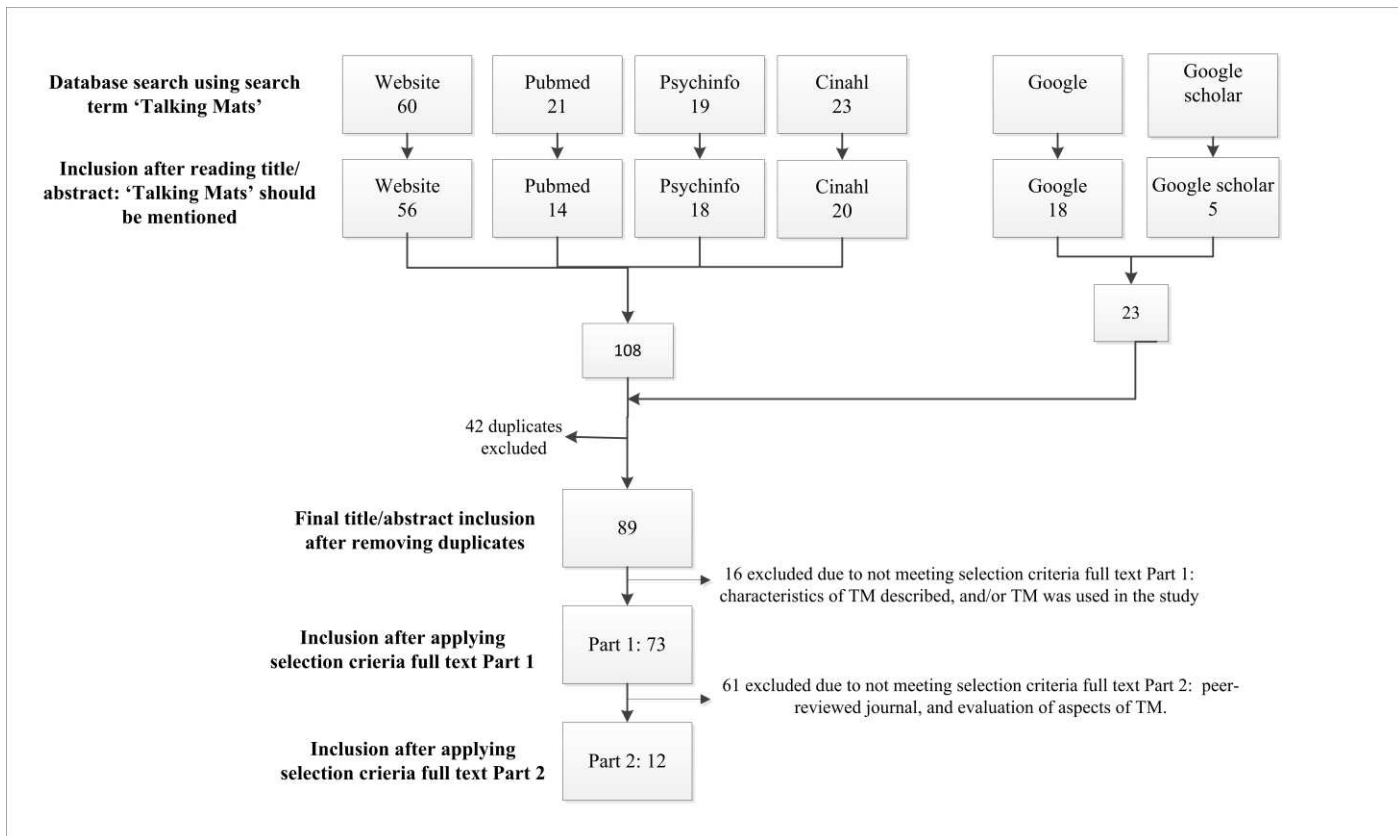 Database search using search
term ‘Talking Mats’
Website
60
Pubmed
21
Psychinfo
19
Cinahl
23
Google
Google
scholar
Inclusion after reading title/
abstract: ‘Talking Mats’ should
be mentioned
Website
56
Pubmed
14
Psychinfo
18
Cinahl
20
Google
18
Google scholar
5
108
23
42 duplicates
excluded
Final title/abstract inclusion
after removing duplicates
89
16 excluded due to not meeting selection criteria full text Part 1:
characteristics of TM described, and/or TM was used in the study
Inclusion after applying
selection crieria full text Part 1
Part 1: 73
61 excluded due to not meeting selection criteria full text Part 2:  peer-
reviewed journal, and evaluation of aspects of TM.
Inclusion after applying
selection crieria full text Part 2
Part 2: 12